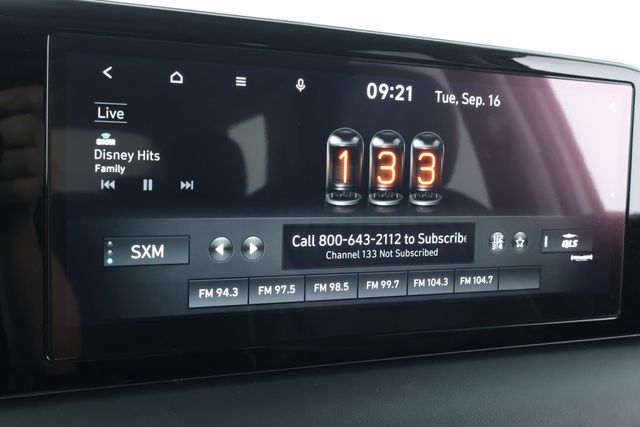 09:21
Tue, Sep. 16
Live
SXM
Disney Hits
Family
133
SXM
Call 800-643-2112 to Subscribe
Channel 133 Not Subscribed
FM 94.3
FM 97.5
FM 98.5
FM 99.7
FM 104.3
FM 104.7